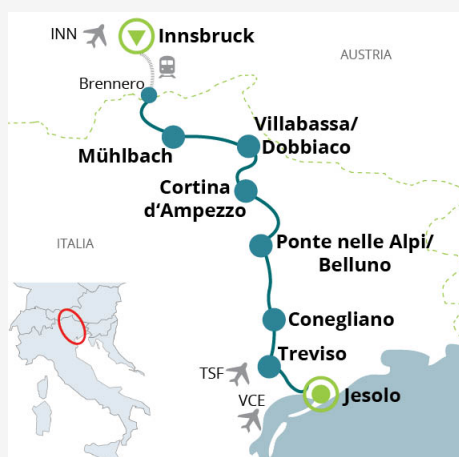 INN
Innsbruck
AUSTRIA
Brennero
Villabassa/
Dobbiaco
Mühlbach
Cortina
d‘Ampezzo
ITALIA
Ponte nelle Alpi/
Belluno
Conegliano
Treviso
TSF
Jesolo
VCE